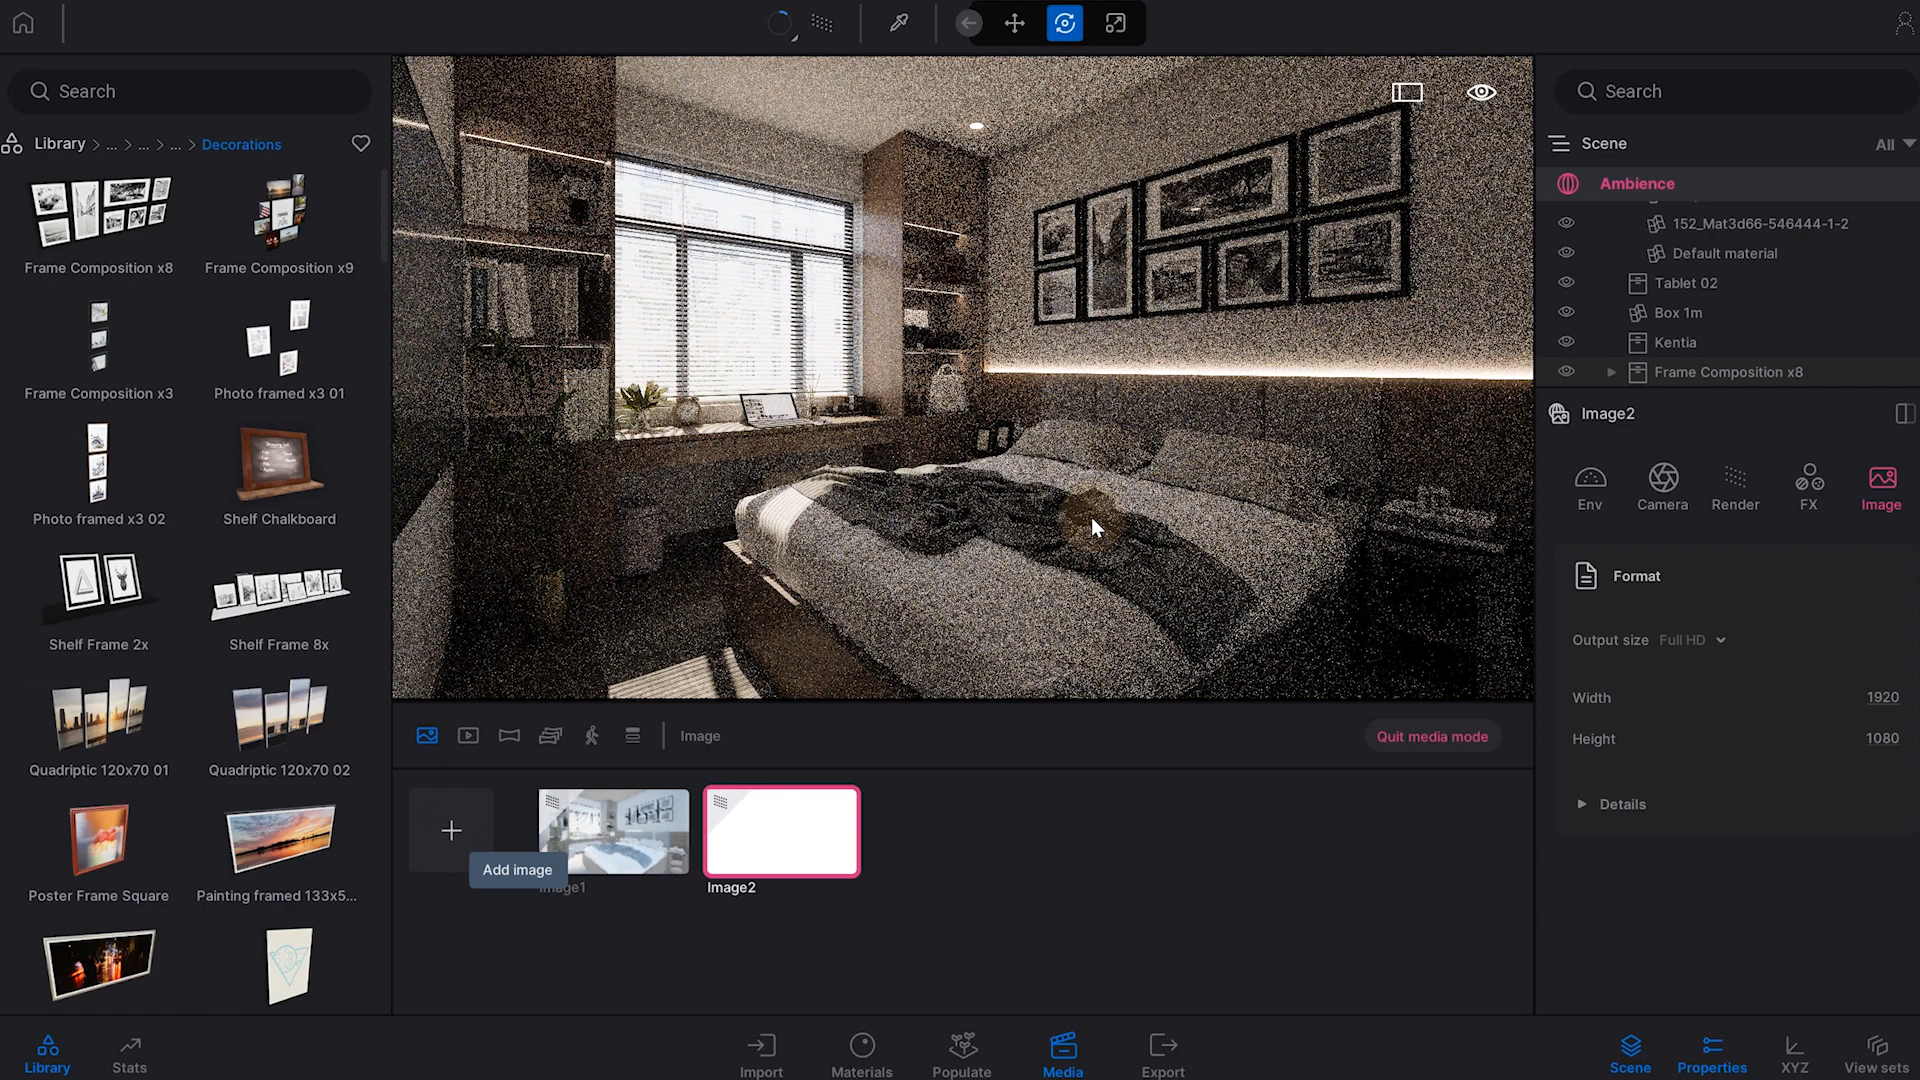 Search
Library > ... > ... > ... > Decorations
Frame Composition x8
Frame Composition x9
Frame Composition x3
Photo framed x3 01
Photo framed x3 02
Shelf Chalkboard
Shelf Frame 2x
Shelf Frame 8x
Quadriptic 120x70 01
Quadriptic 120x70 02
Poster Frame Square
Painting framed 133x5...
Image
Quit media mode
Add image
Image2
Search
Scene
All
Ambience
152_Mat3d66-546444-1-2
Default material
Tablet 02
Box 1m
Kentia
Frame Composition x8
Image2
Env
Camera
Render
FX
Image
Format
Output size Full HD
Width 1920
Height 1080
Details
Library
Stats
Import
Materials
Populate
Media
Export
Scene
Properties
XYZ
View sets